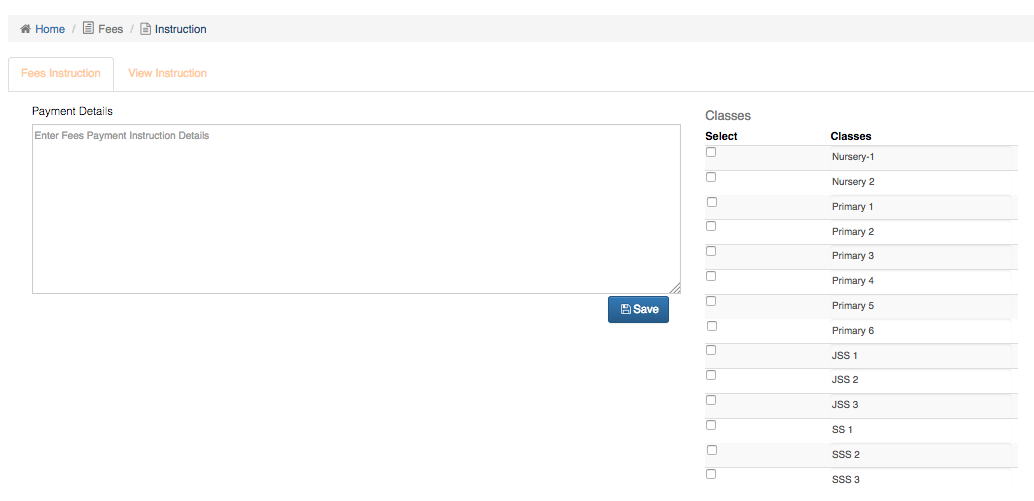 Home / Fees / Instruction
Fees Instruction View Instruction
Payment Details
Enter Fees Payment Instruction Details
Save
Classes
Select Classes
Nursery-1
Nursery 2
Primary 1
Primary 2
Primary 3
Primary 4
Primary 5
Primary 6
JSS 1
JSS 2
JSS 3
SS 1
SSS 2
SSS 3